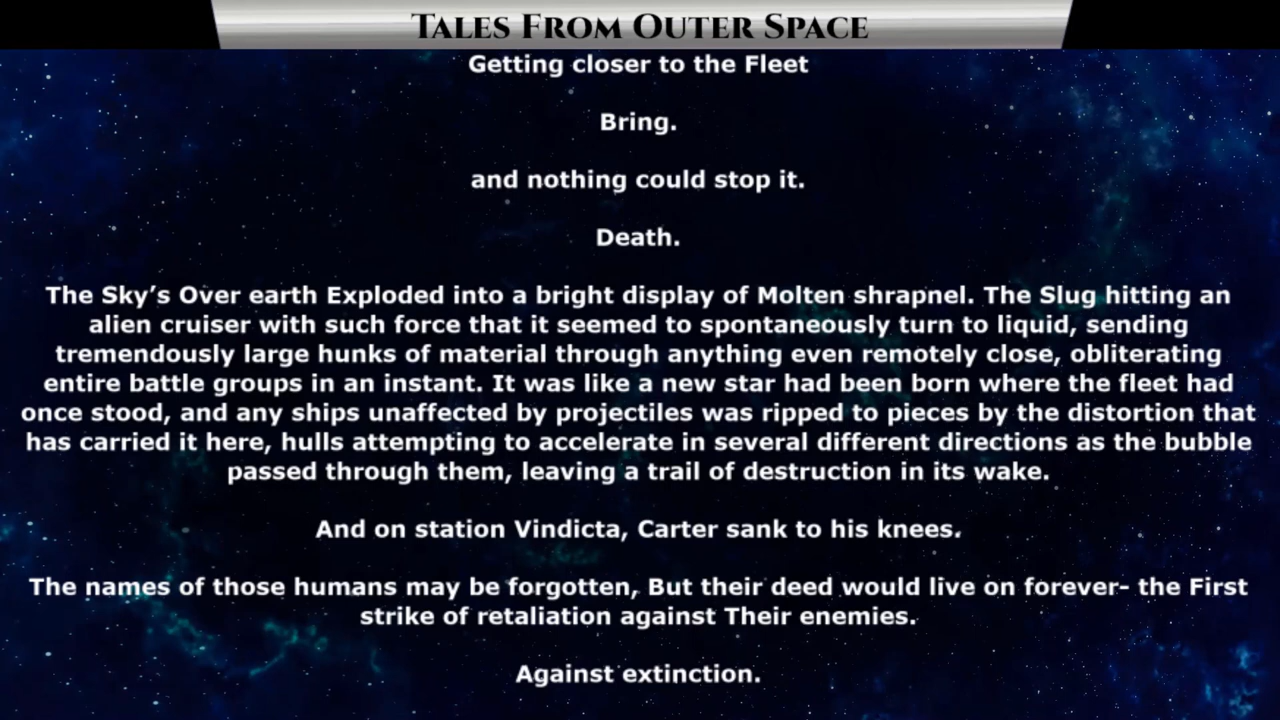 Tales From Outer Space
Getting closer to the Fleet
Bring.
and nothing could stop it.
Death.
The Sky’s Over earth Exploded into a bright display of Molten shrapnel. The Slug hitting an
alien cruiser with such force that it seemed to spontaneously turn to liquid, sending
tremendously large hunks of material through anything even remotely close, obliterating
entire battle groups in an instant. It was like a new star had been born where the fleet had
once stood, and any ships unaffected by projectiles was ripped to pieces by the distortion that
has carried it here, hulls attempting to accelerate in several different directions as the bubble
passed through them, leaving a trail of destruction in its wake.
And on station Vindicta, Carter sank to his knees.
The names of those humans may be forgotten, But their deed would live on forever- the First
strike of retaliation against Their enemies.
Against extinction.